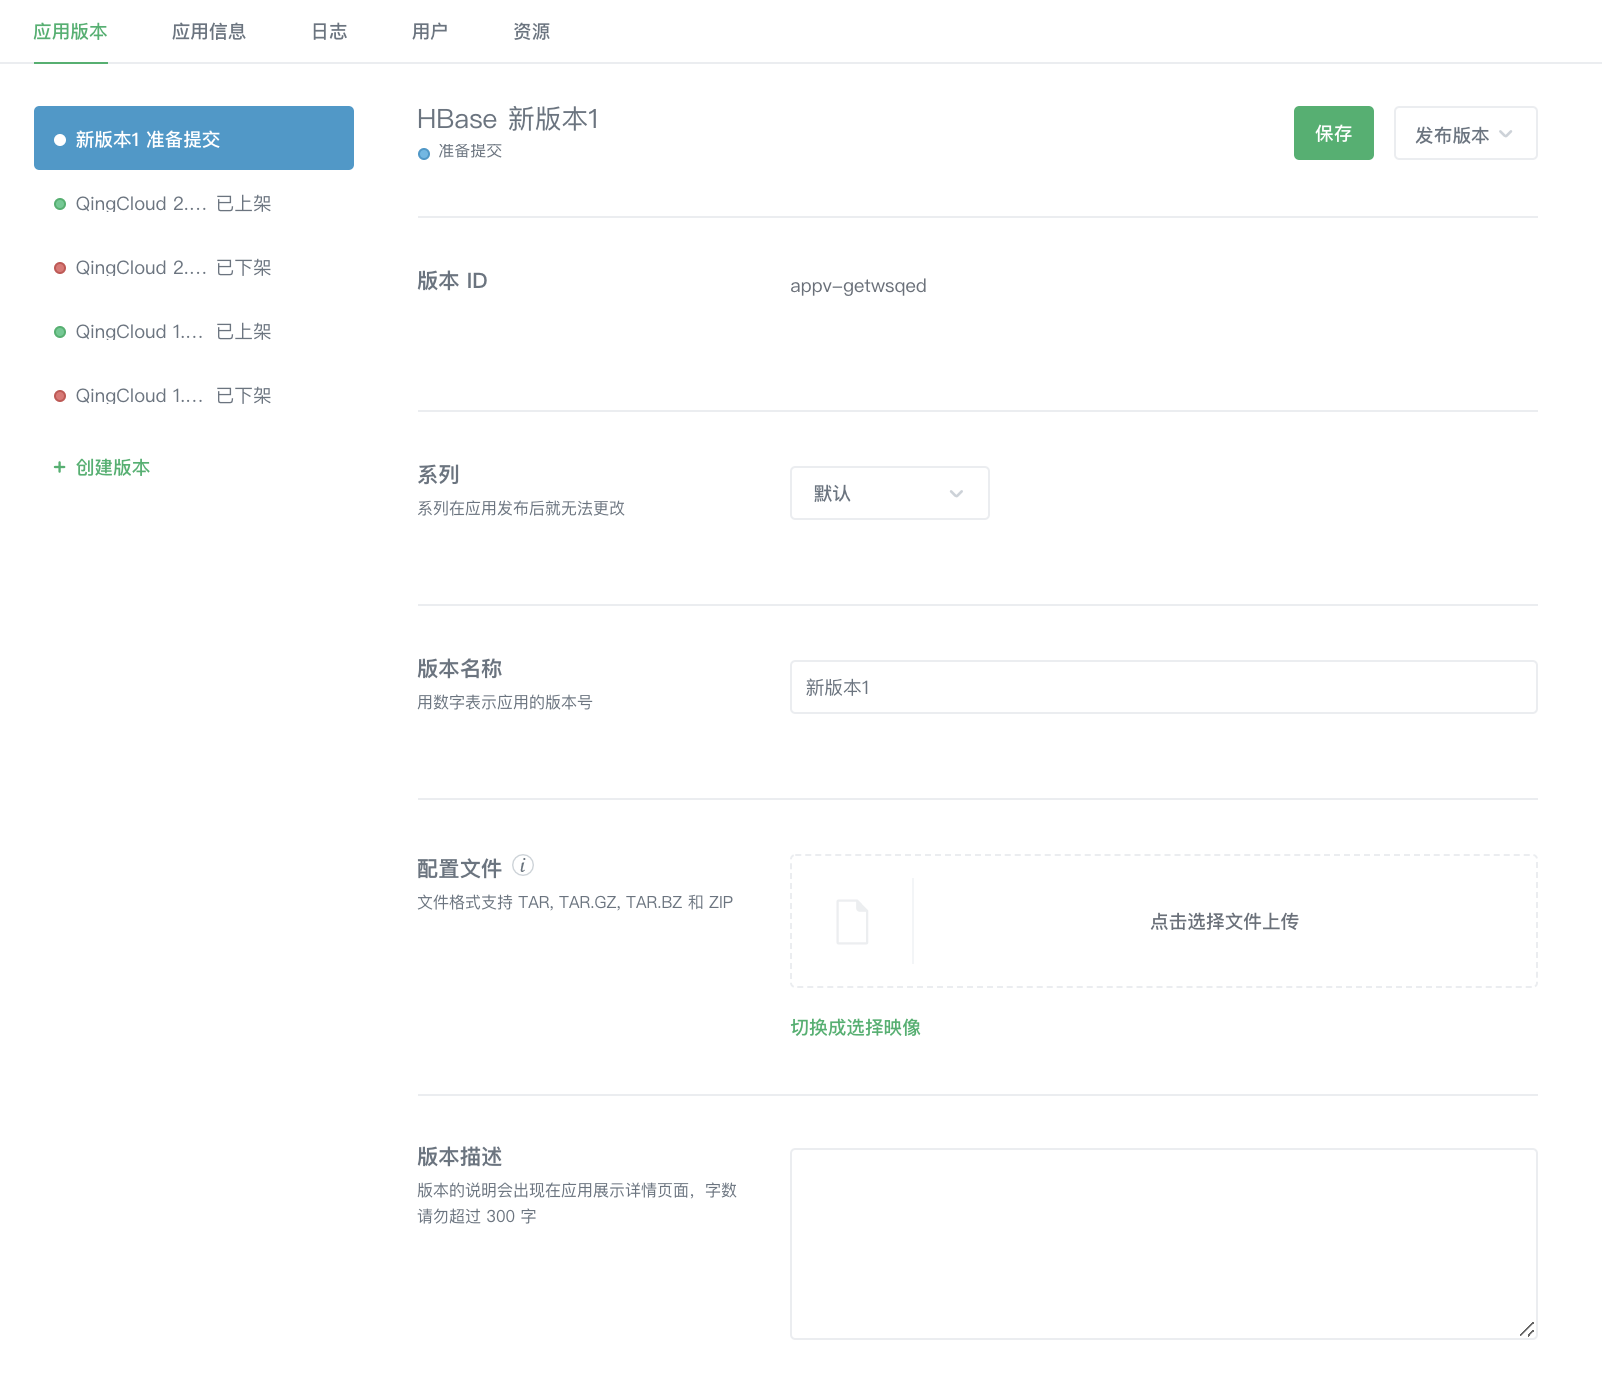 应用版本 应用信息 日志 用户 资源
新版本1 准备提交
QingCloud 2.... 已上架
QingCloud 2.... 已下架
QingCloud 1.... 已上架
QingCloud 1.... 已下架
+ 创建版本
HBase 新版本1
准备提交
保存 发布版本
版本 ID
appv-getwsqed
系列
系列在应用发布后就无法更改
默认
版本名称
用数字表示应用的版本号
新版本1
配置文件 i
文件格式支持 TAR, TAR.GZ, TAR.BZ 和 ZIP
点击选择文件上传
切换成选择映像
版本描述
版本的说明会出现在应用展示详情页面，字数
请勿超过 300 字